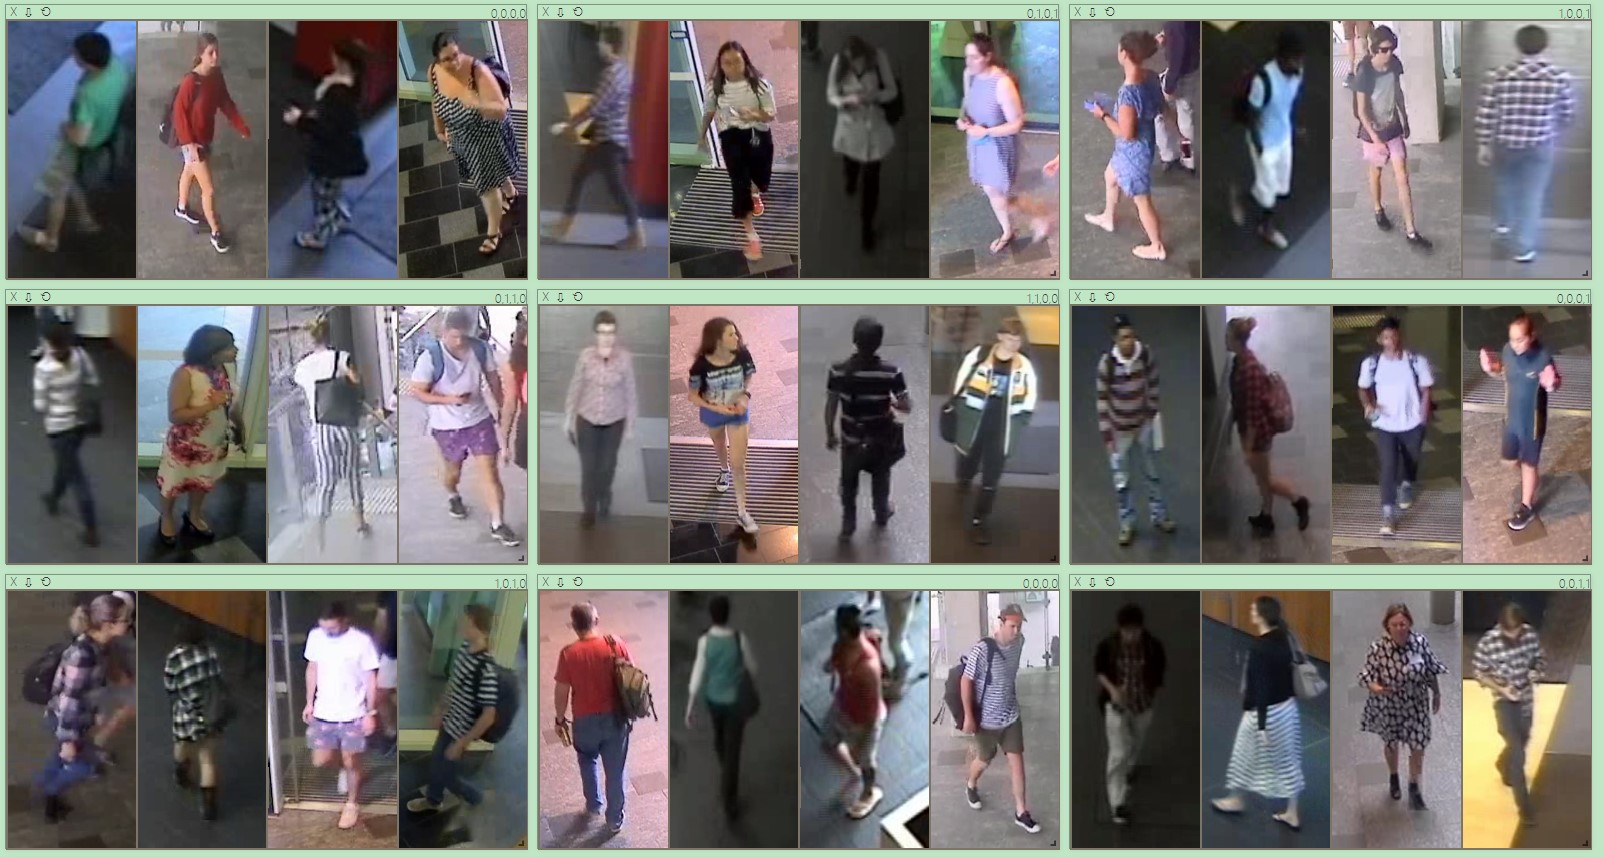 X ⇩ ⟲ 0,0,0,0
X ⇩ ⟲ 0,1,0,1
X ⇩ ⟲ 1,0,0,1
X ⇩ ⟲ 0,1,1,0
X ⇩ ⟲ 1,1,0,0
X ⇩ ⟲ 0,0,0,1
X ⇩ ⟲ 1,0,1,0
X ⇩ ⟲ 0,0,0,0
X ⇩ ⟲ 0,0,1,1